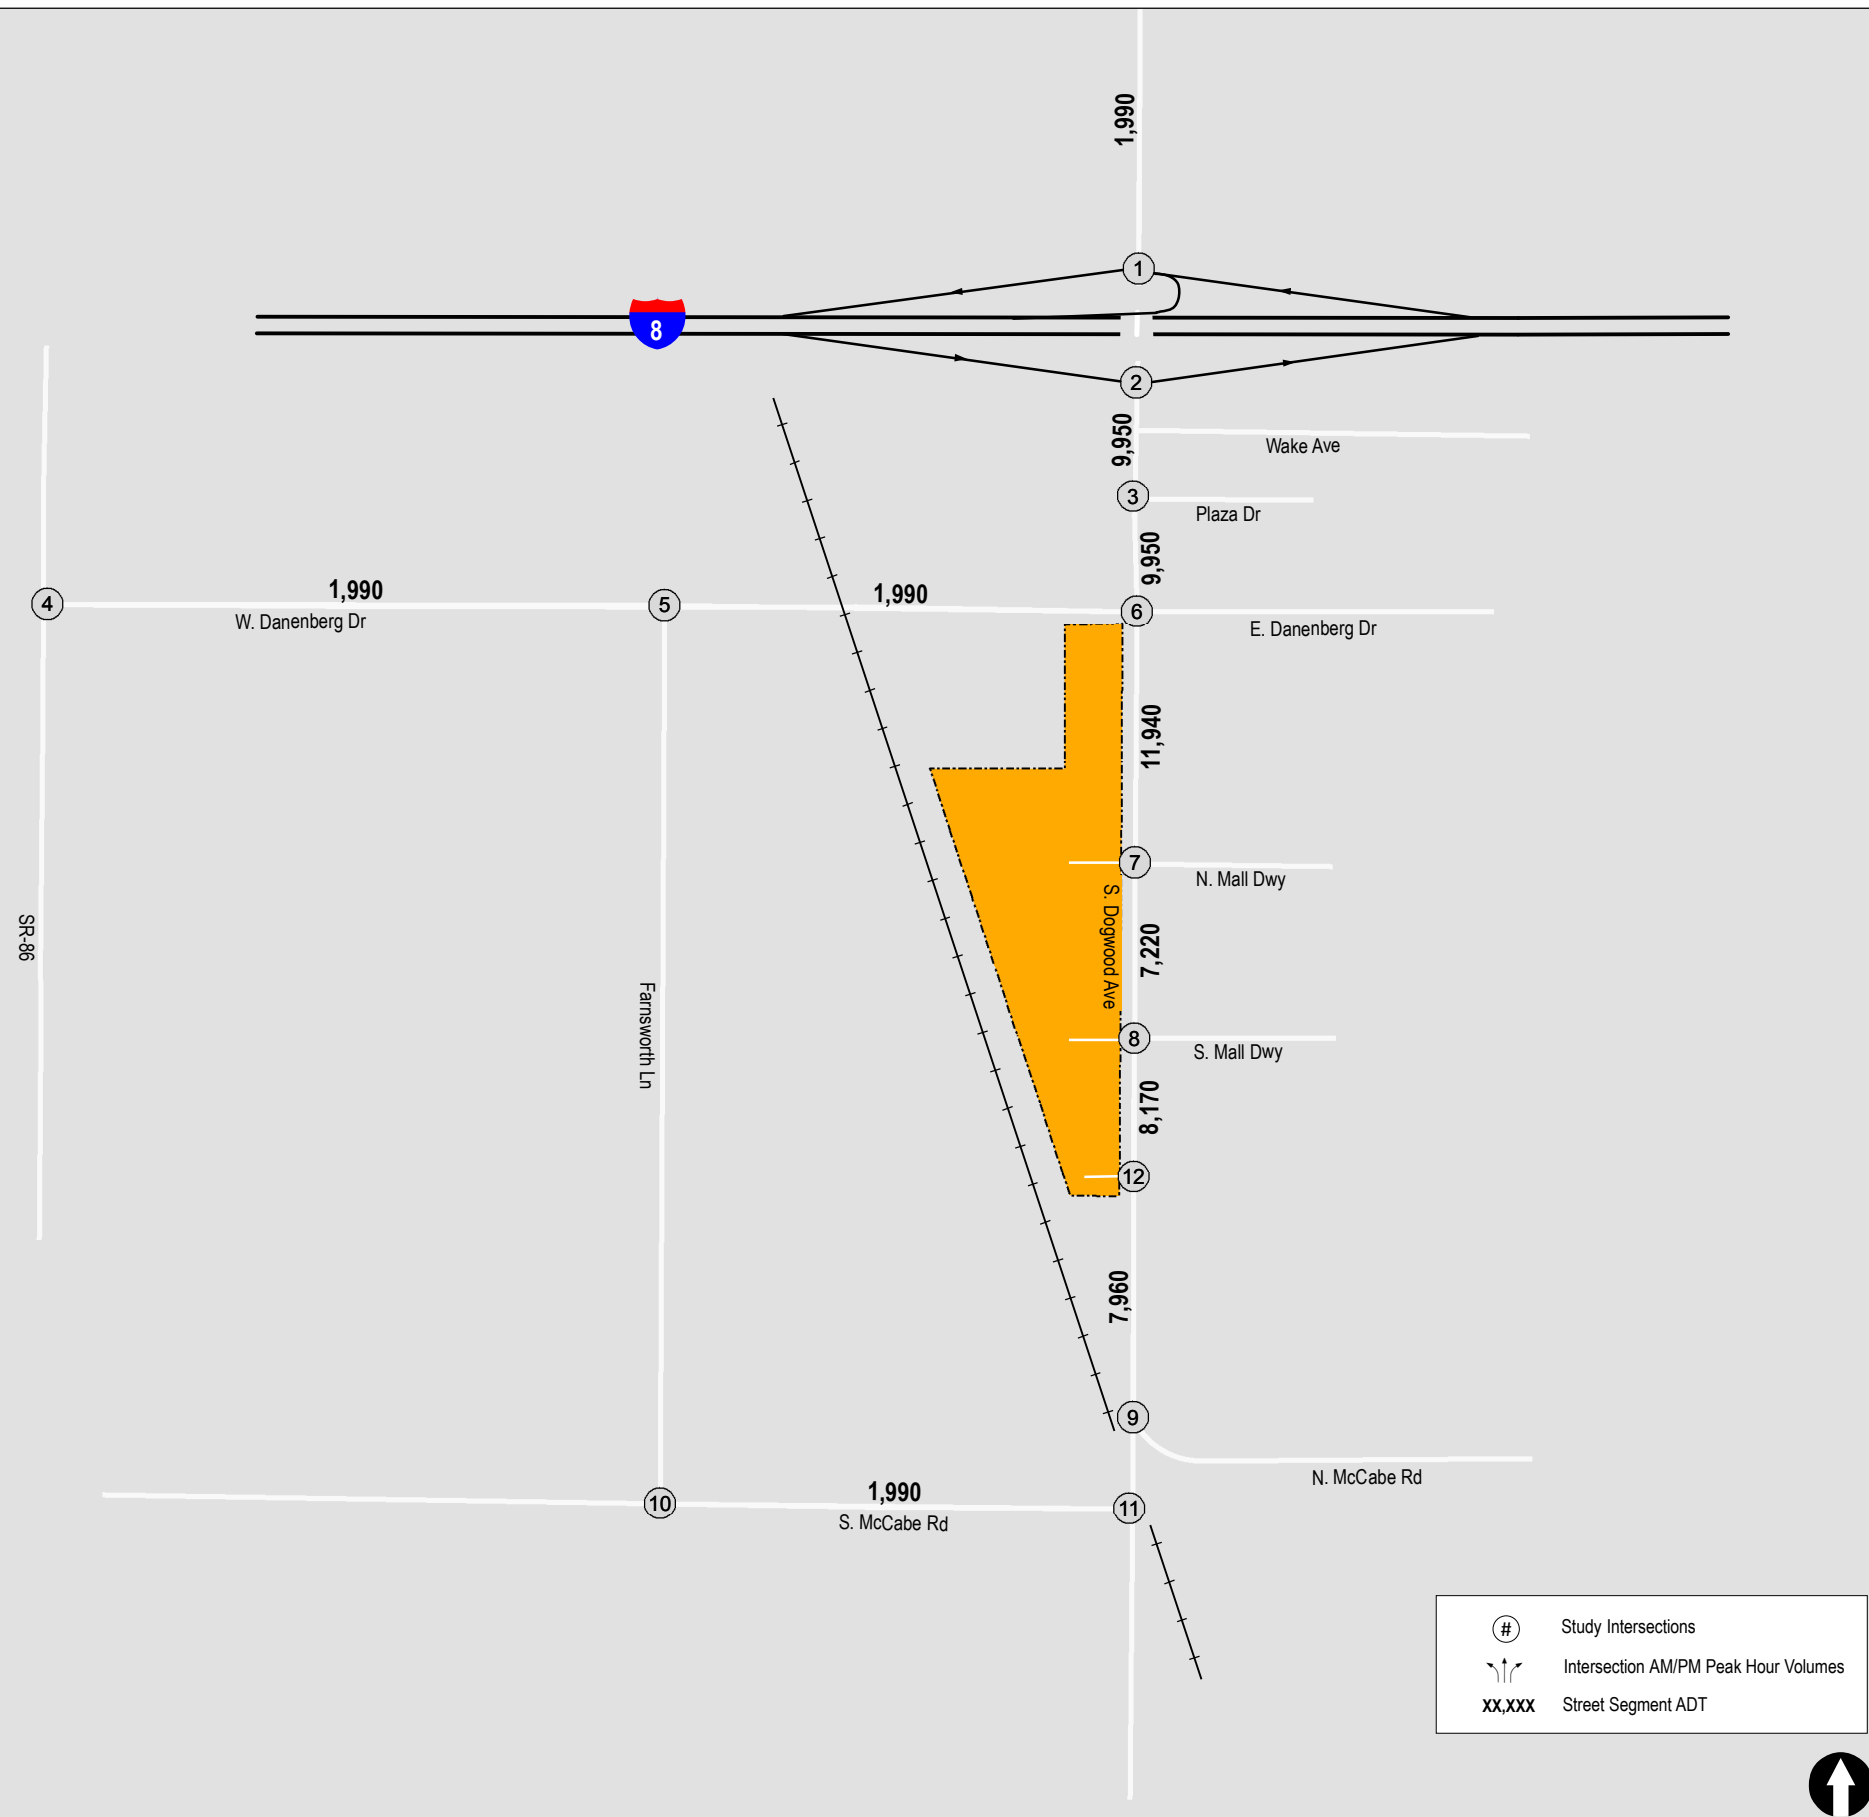 1,990
1
8
2
9,950
Wake Ave
3
Plaza Dr
9,950
4
1,990
5
1,990
6
W. Danenberg Dr
E. Danenberg Dr
11,940
7
N. Mall Dwy
S. Dogwood Ave
SR-86
7,220
Farnsworth Ln
8
S. Mall Dwy
8,170
12
7,960
9
N. McCabe Rd
10
1,990
11
S. McCabe Rd
# Study Intersections
Intersection AM/PM Peak Hour Volumes
XX,XXX Street Segment ADT